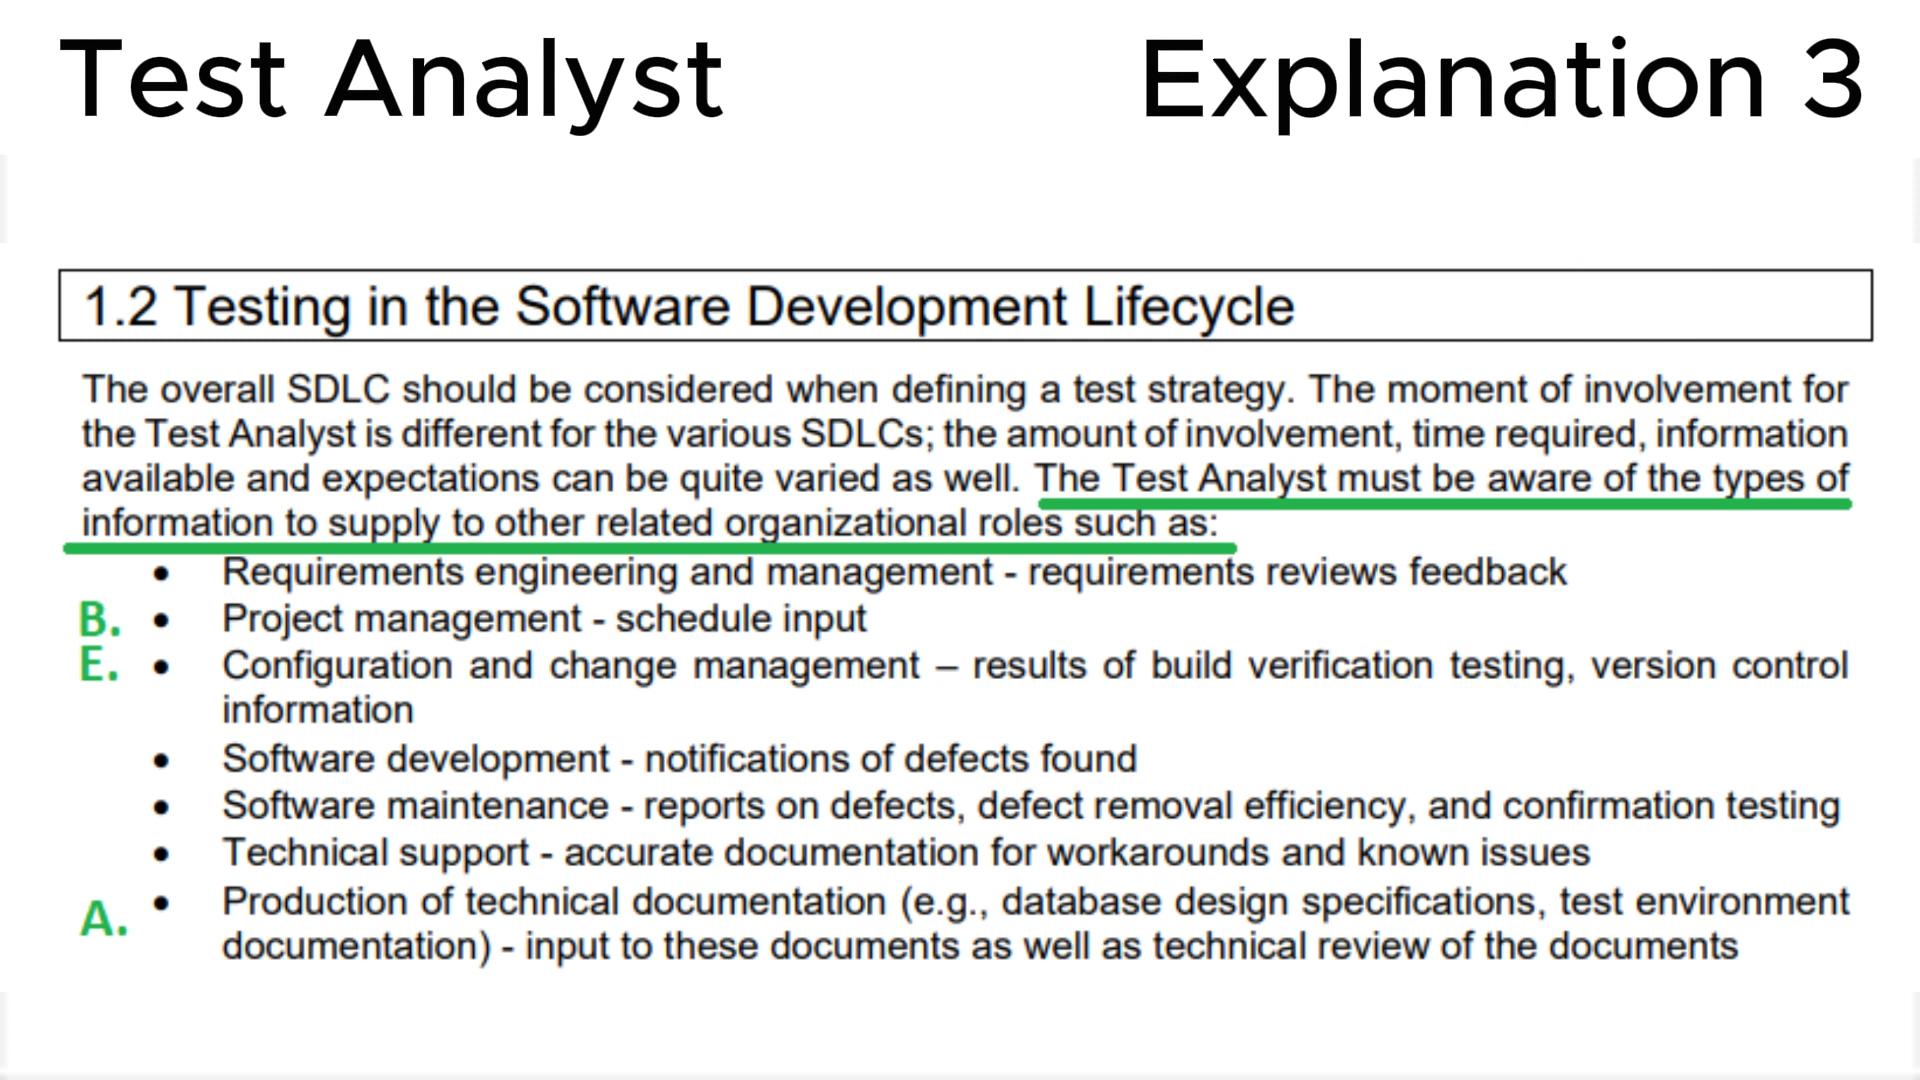 Test Analyst Explanation 3
1.2 Testing in the Software Development Lifecycle
The overall SDLC should be considered when defining a test strategy. The moment of involvement for
the Test Analyst is different for the various SDLCs; the amount of involvement, time required, information
available and expectations can be quite varied as well. The Test Analyst must be aware of the types of
information to supply to other related organizational roles such as:
• Requirements engineering and management - requirements reviews feedback
B. • Project management - schedule input
E. • Configuration and change management – results of build verification testing, version control
information
• Software development - notifications of defects found
• Software maintenance - reports on defects, defect removal efficiency, and confirmation testing
• Technical support - accurate documentation for workarounds and known issues
A. • Production of technical documentation (e.g., database design specifications, test environment
documentation) - input to these documents as well as technical review of the documents